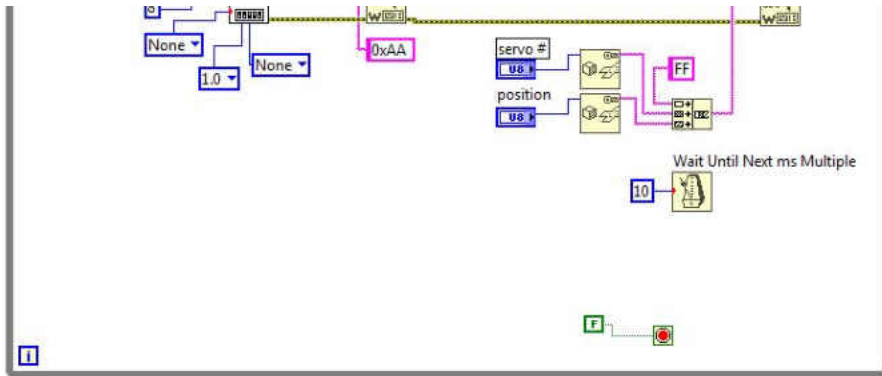 None
1.0
None
0xAA
W
W
servo #
U8
position
U8
FF
Wait Until Next ms Multiple
10
F
i